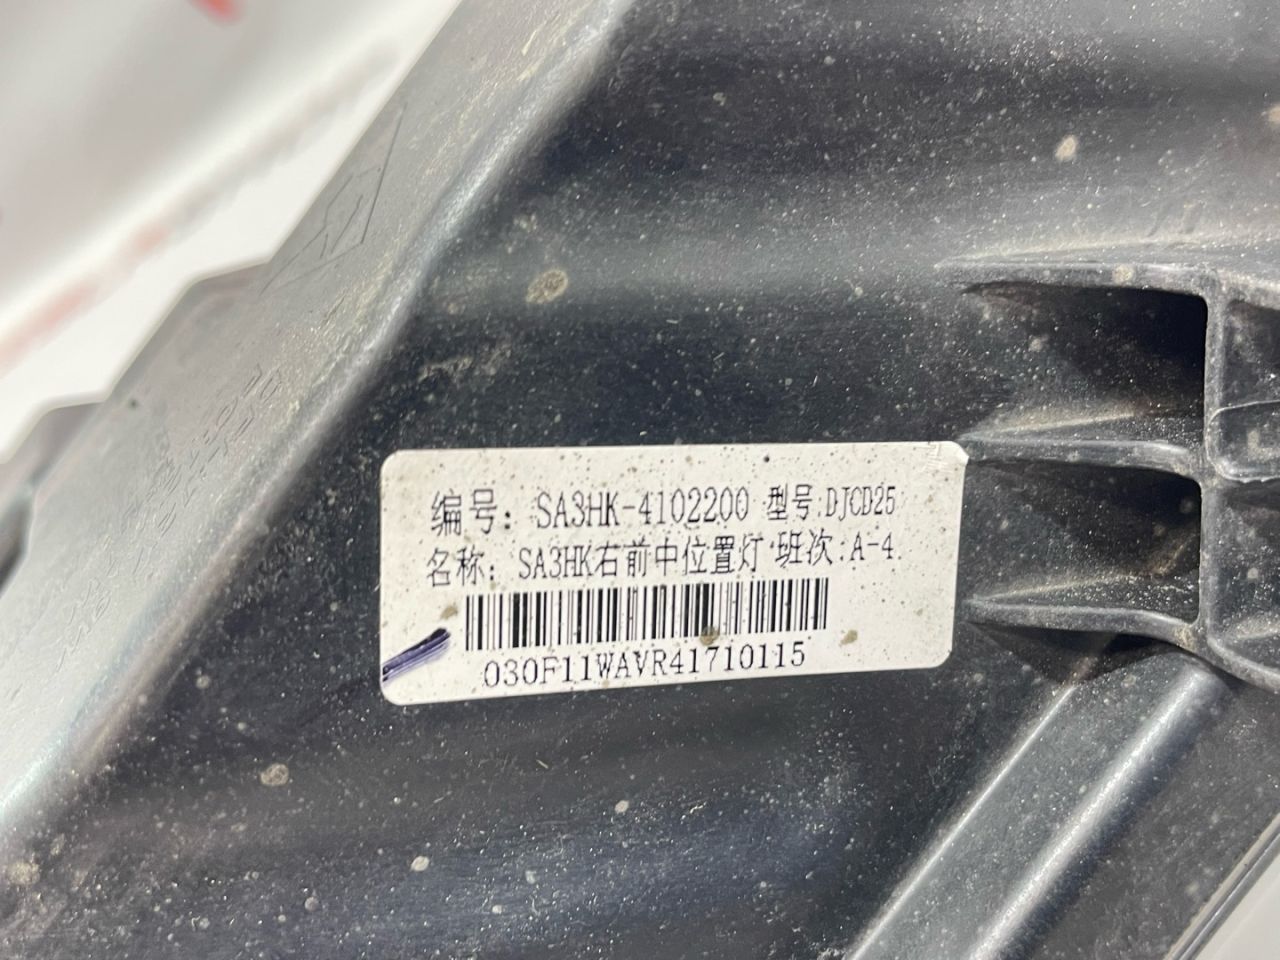 编号: SA3HK-4102200 型号:DJCD25
名称: SA3HK右前中位置灯 班次:A-4
030F11WAVR41710115